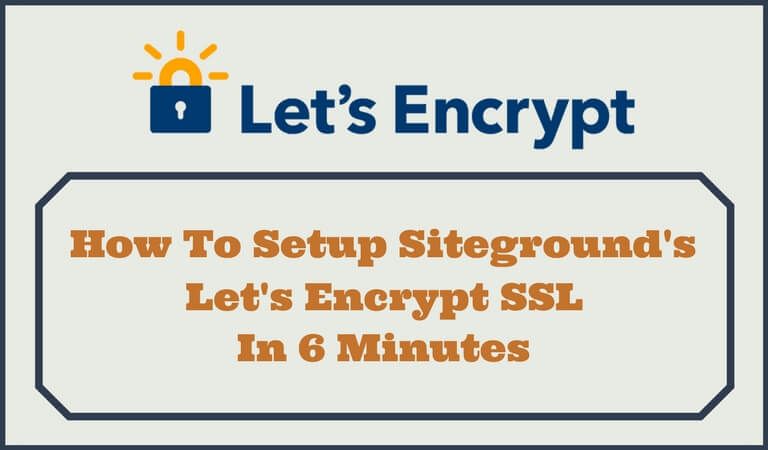 Let's Encrypt
How To Setup Siteground's
Let's Encrypt SSL
In 6 Minutes